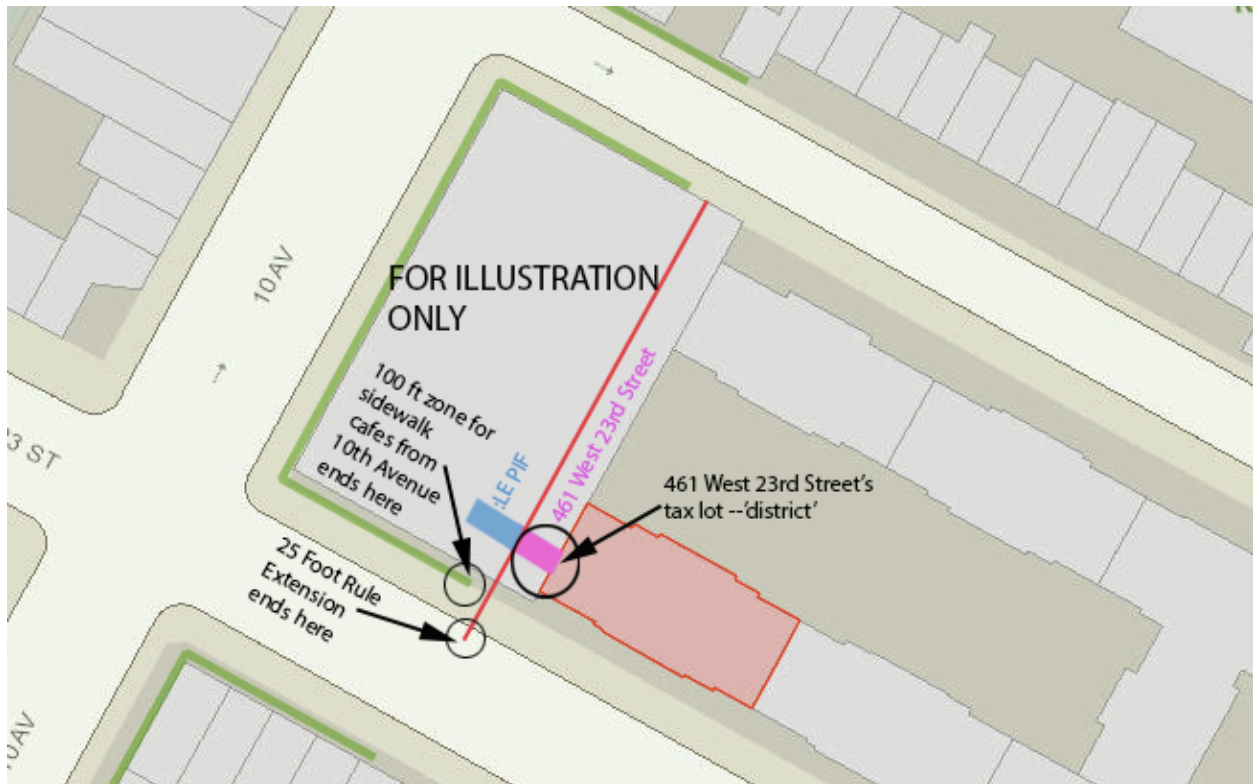 10AV
FOR ILLUSTRATION
ONLY
100 ft zone for
sidewalk
cafes from
10th Avenue
ends here
:LE PIF
461 West 23rd Street
461 West 23rd Street's
tax lot --'district'
3 ST
25 Foot Rule
Extension
ends here
AV